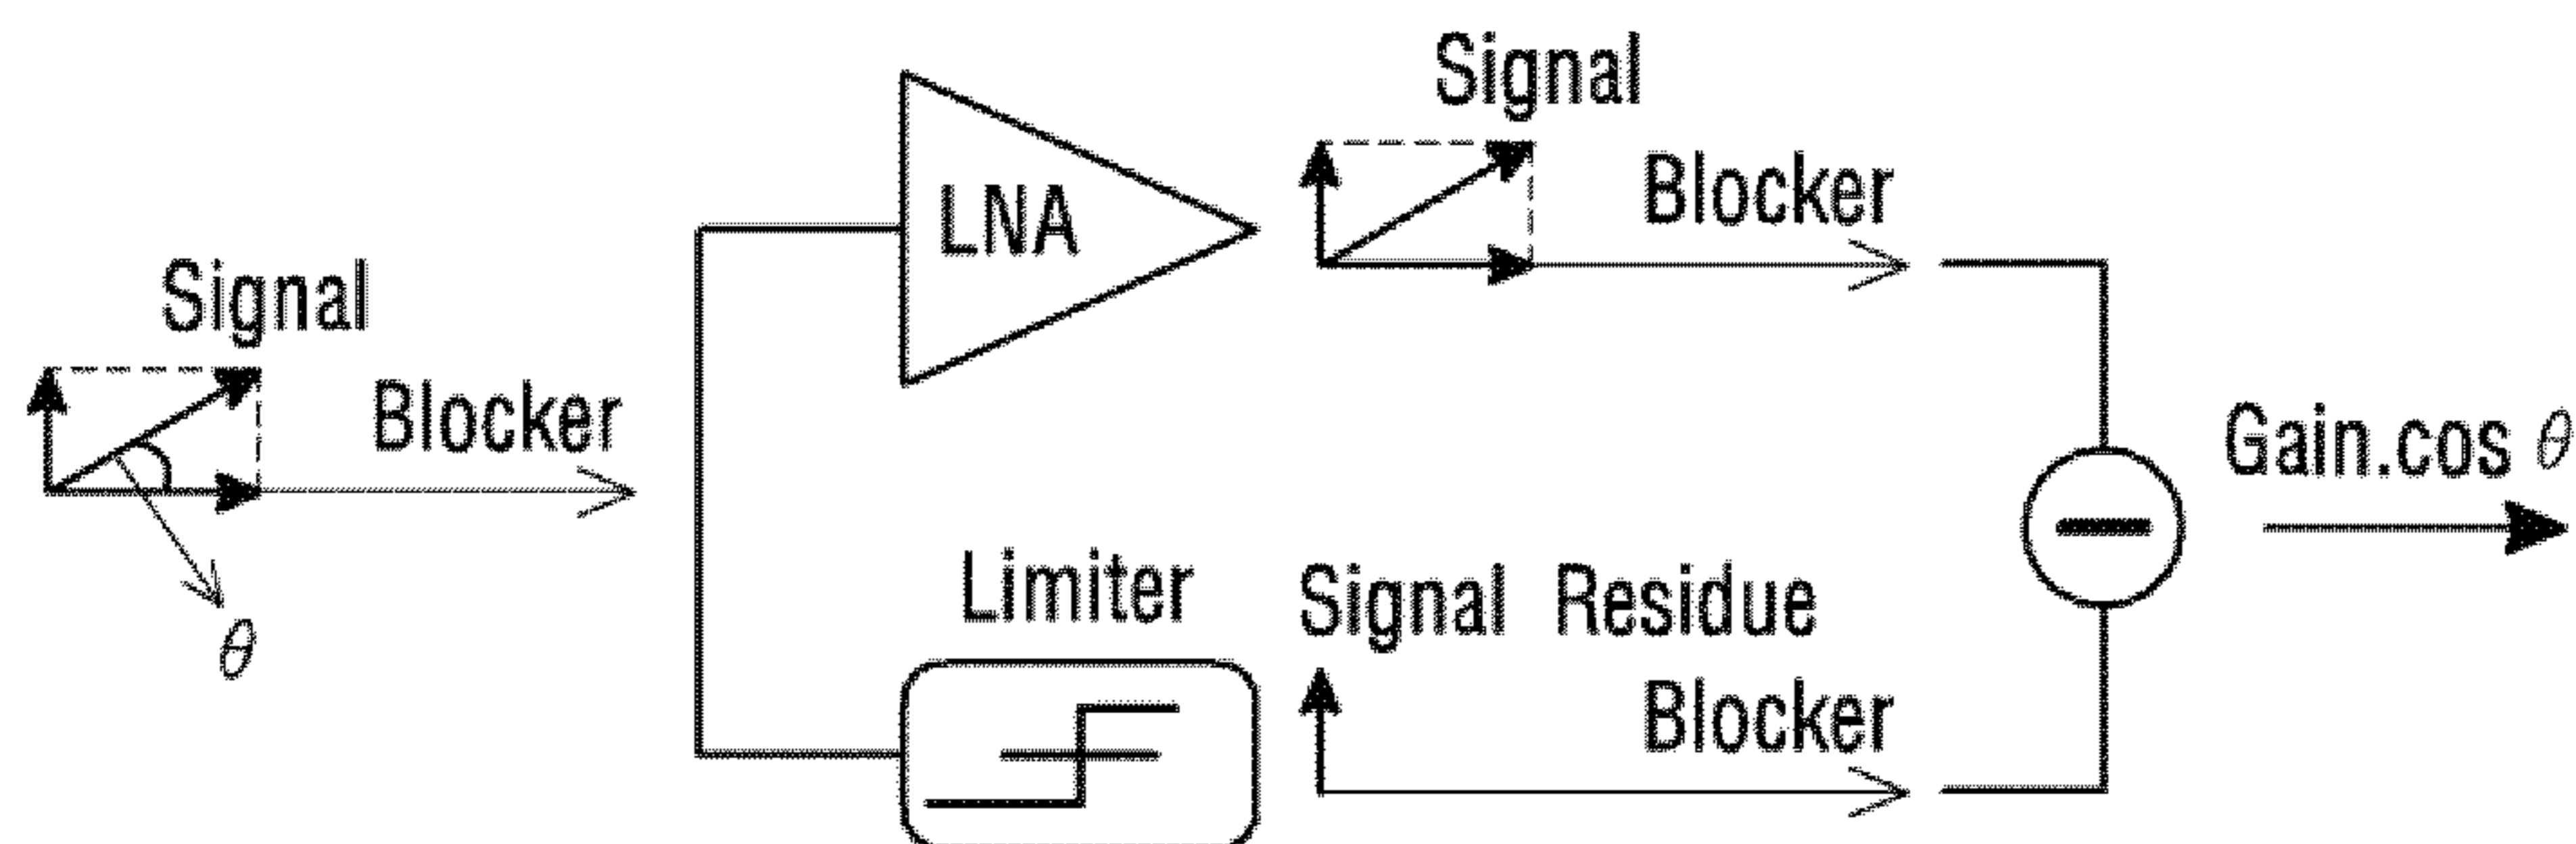 Signal
Blocker
θ
LNA
Signal
Blocker
Limiter
Signal Residue
Blocker
Gain.cos θ